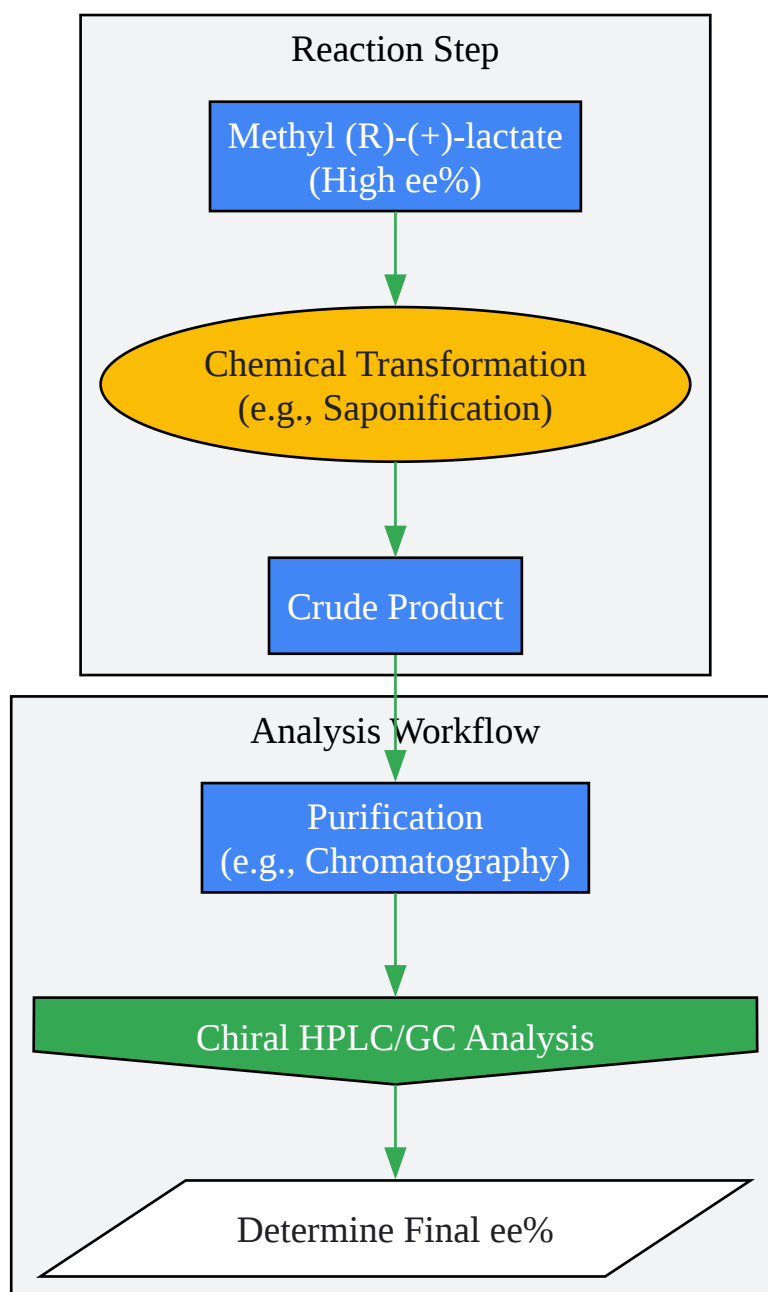 Reaction Step
Methyl (R)-(+)-lactate
(High ee%)
Chemical Transformation
(e.g., Saponification)
Crude Product
Analysis Workflow
Purification
(e.g., Chromatography)
Chiral HPLC/GC Analysis
Determine Final ee%